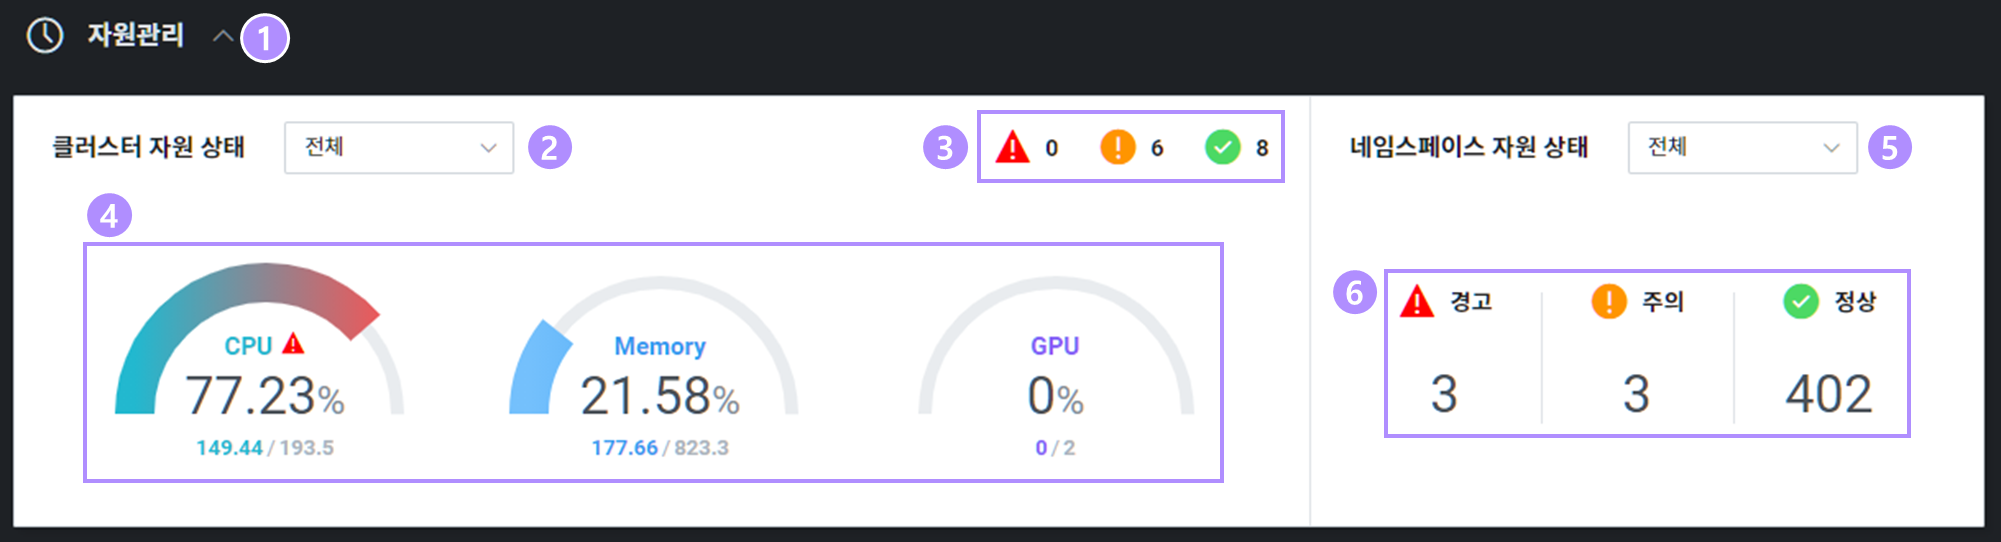 자원관리 1
클러스터 자원 상태 전체 2
3 0 6 8
4
CPU
77.23%
149.44 / 193.5
Memory
21.58%
177.66 / 823.3
GPU
0%
0 / 2
네임스페이스 자원 상태 전체 5
6 경고 주의 정상
3 3 402